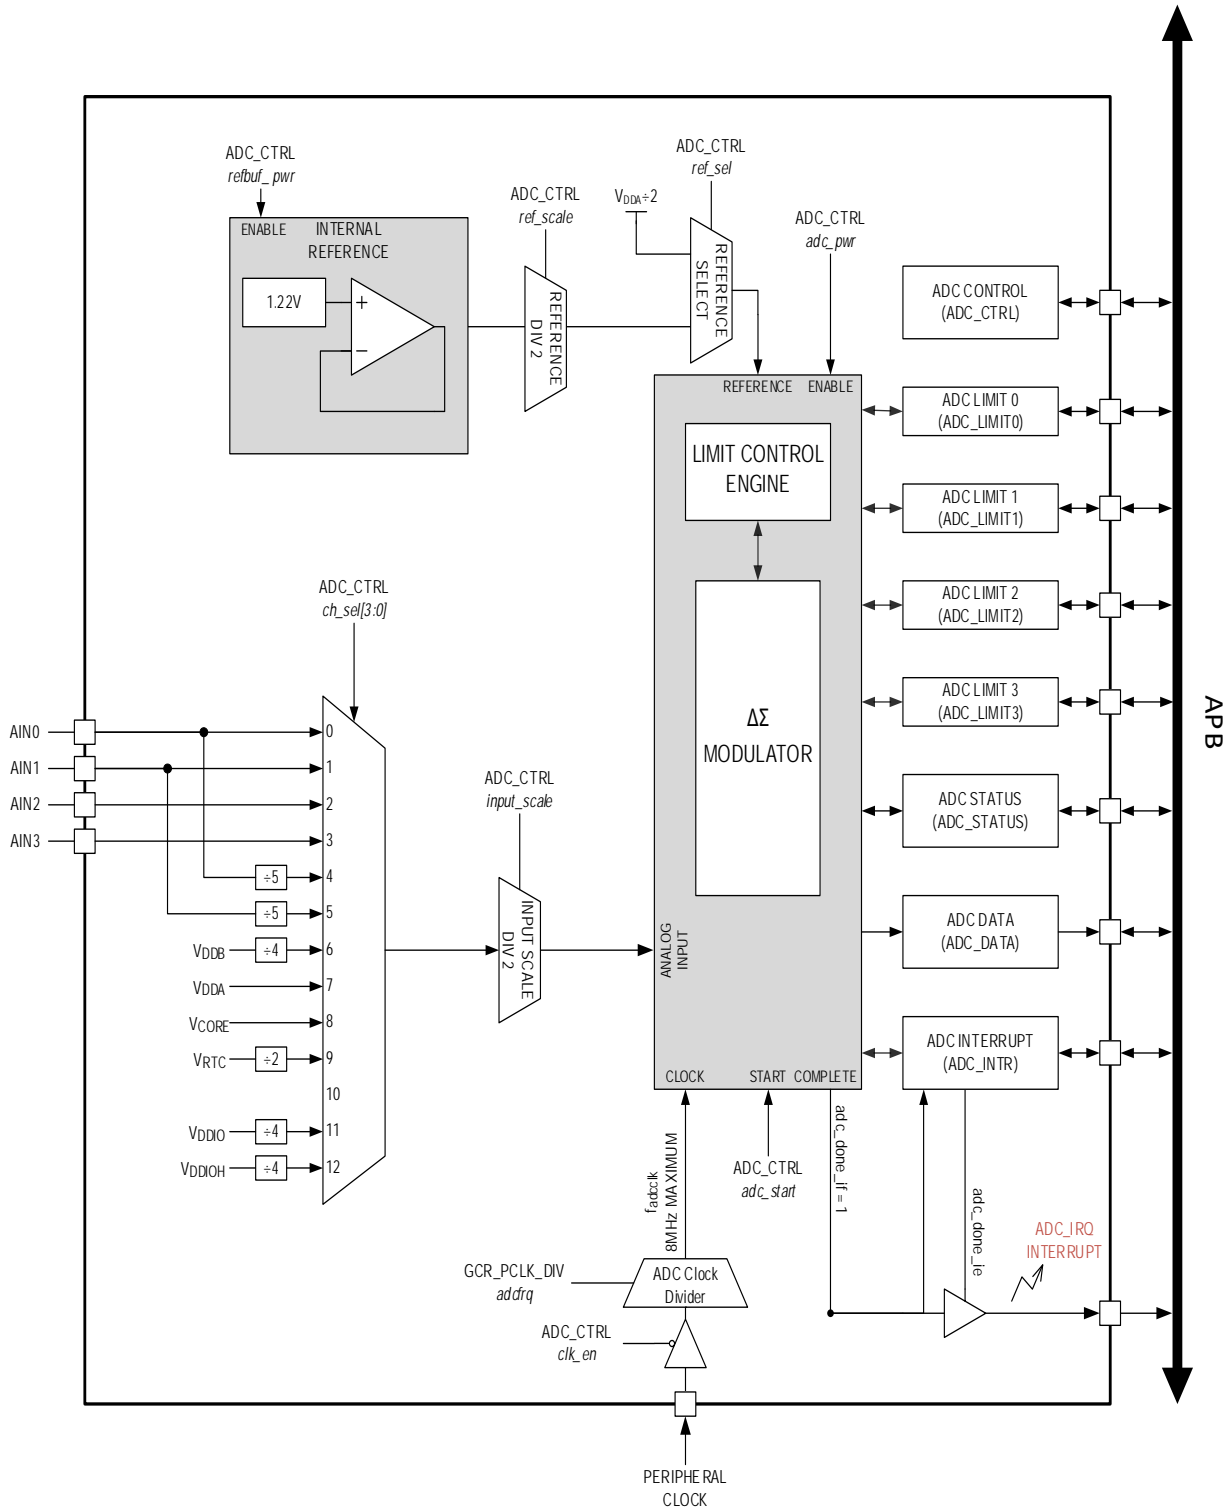 ADC_CTRL
refbuf_pwr
ENABLE
INTERNAL
REFERENCE
1.22V
+
−
ADC_CTRL
ref_scale
REFERENCE
DIV 2
VDDA÷2
ADC_CTRL
ref_sel
REFERENCE
SELECT
ADC_CTRL
adc_pwr
REFERENCE
ENABLE
LIMIT CONTROL
ENGINE
ΔΣ
MODULATOR
ANALOG
INPUT
CLOCK
START
COMPLETE
ADC CONTROL
(ADC_CTRL)
ADC LIMIT 0
(ADC_LIMIT0)
ADC LIMIT 1
(ADC_LIMIT1)
ADC LIMIT 2
(ADC_LIMIT2)
ADC LIMIT 3
(ADC_LIMIT3)
ADC STATUS
(ADC_STATUS)
ADC DATA
(ADC_DATA)
ADC INTERRUPT
(ADC_INTR)
APB
ADC_CTRL
ch_sel[3:0]
AIN0
AIN1
AIN2
AIN3
VDDB
VDDA
VCORE
VRTC
VDDIO
VDDIOH
÷5
÷5
÷4
÷2
÷4
÷4
0
1
2
3
4
5
6
7
8
9
10
11
12
ADC_CTRL
input_scale
INPUT SCALE
DIV 2
fadcclk
8MHz MAXIMUM
ADC_CTRL
adc_start
adc_done_if = 1
adc_done_ie
ADC_IRQ
INTERRUPT
GCR_PCLK_DIV
adcfrq
ADC Clock
Divider
ADC_CTRL
clk_en
PERIPHERAL
CLOCK